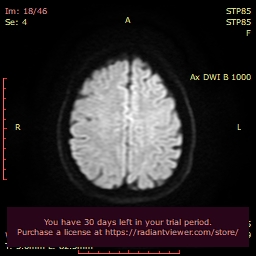 Im: 18/46
Se: 4
STP85
STP85
F
A
Ax DWI B 1000
R
L
You have 30 days left in your trial period.
Purchase a license at https://radiantviewer.com/store/